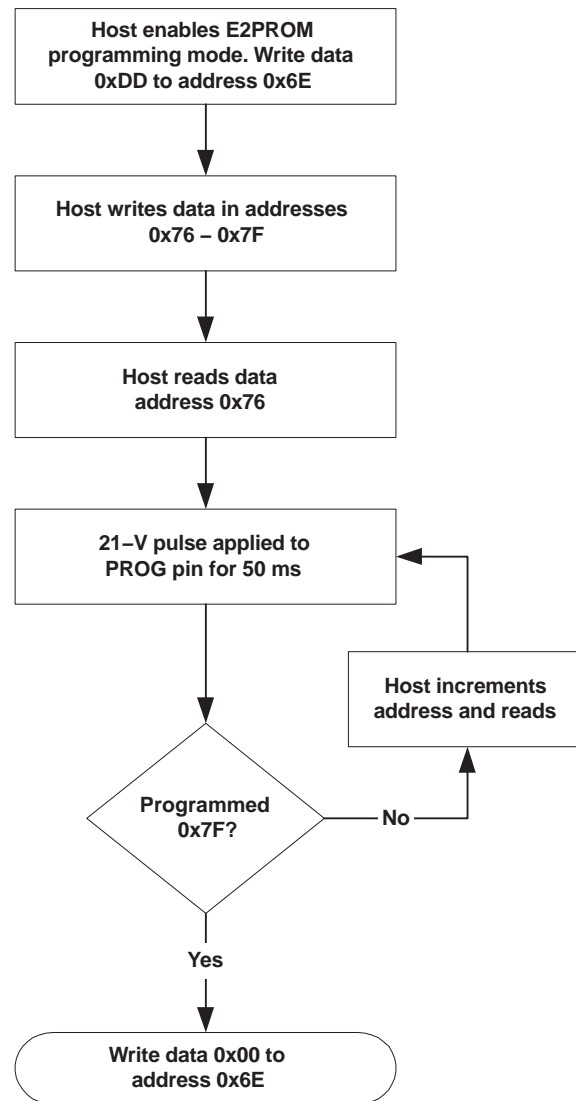 Host enables E2PROM
programming mode. Write data
0xDD to address 0x6E
Host writes data in addresses
0x76 – 0x7F
Host reads data
address 0x76
21–V pulse applied to
PROG pin for 50 ms
Host increments
address and reads
Programmed
0x7F?
No
Yes
Write data 0x00 to
address 0x6E